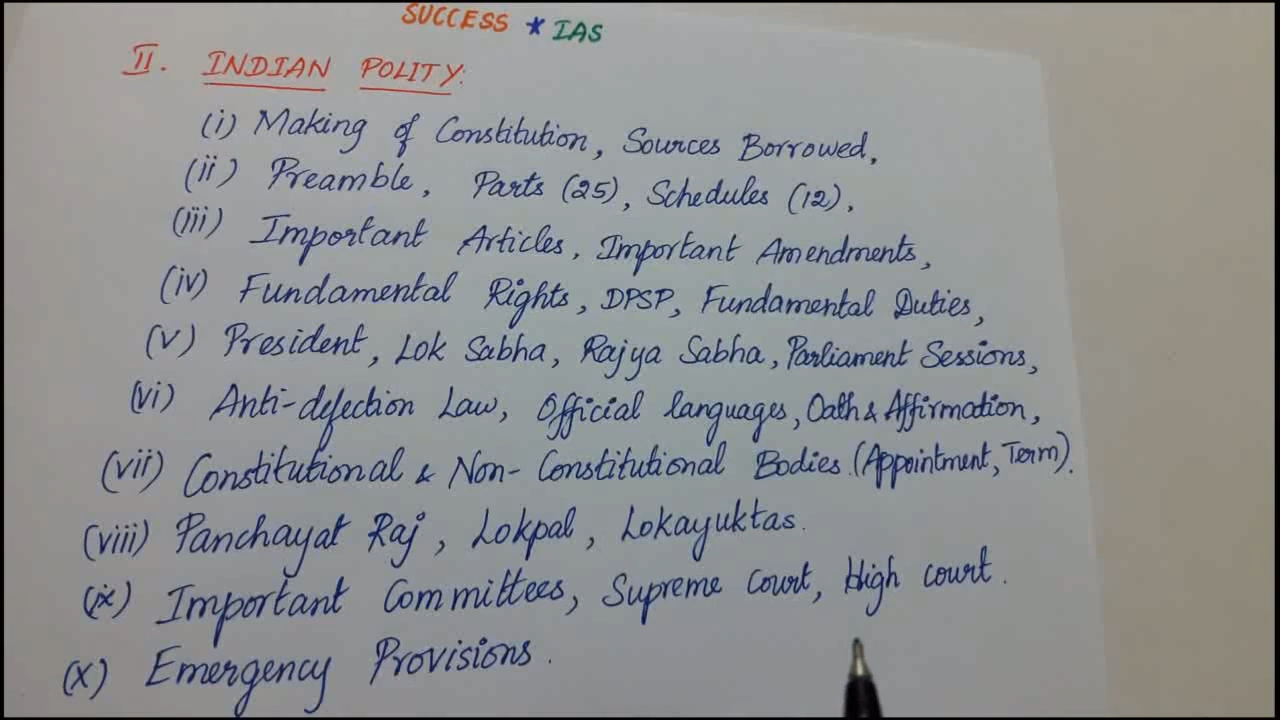 SUCCESS * IAS
II. INDIAN POLITY:
(i) Making of Constitution, Sources Borrowed,
(ii) Preamble, Parts (25), Schedules (12),
(iii) Important Articles, Important Amendments,
(iv) Fundamental Rights, DPSP, Fundamental Duties,
(v) President, Lok Sabha, Rajya Sabha, Parliament Sessions,
(vi) Anti-defection Law, Official languages, Oath & Affirmation,
(vii) Constitutional & Non-Constitutional Bodies (Appointment, Term).
(viii) Panchayat Raj, Lokpal, Lokayuktas.
(ix) Important Committees, Supreme Court, High court.
(x) Emergency Provisions.